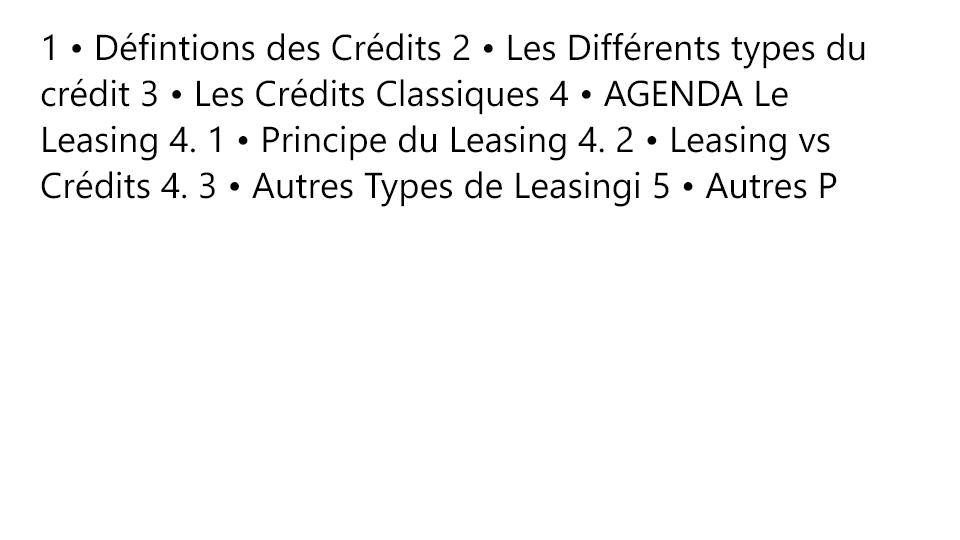 1 • Défintions des Crédits 2 • Les Différents types du
crédit 3 • Les Crédits Classiques 4 • AGENDA Le
Leasing 4. 1 • Principe du Leasing 4. 2 • Leasing vs
Crédits 4. 3 • Autres Types de Leasingi 5 • Autres P